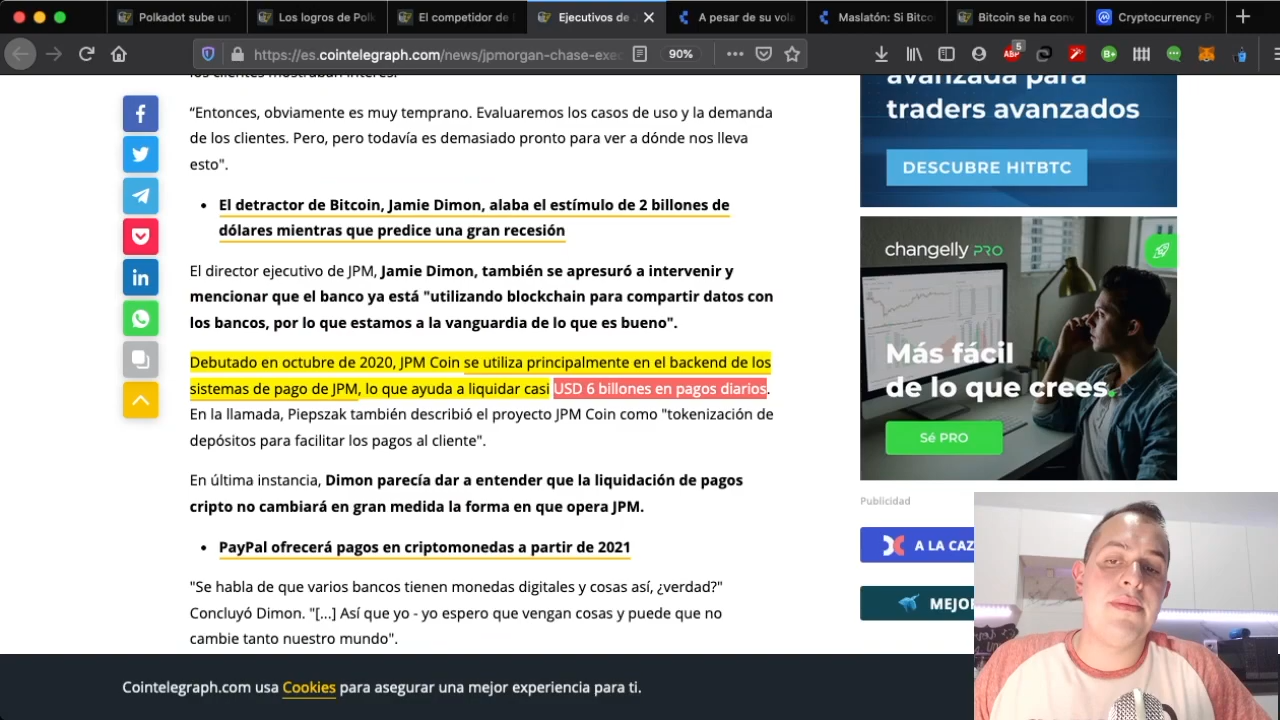 Polkadot sube un
Los logros de Polk
El competidor de
Ejecutivos de J
A pesar de su vola
Maslatón: Si Bitco
Bitcoin se ha conv
Cryptocurrency P
https://es.cointelegraph.com/news/jpmorgan-chase-exec
90%
ABP
5
B+
los clientes mostraban interés.
“Entonces, obviamente es muy temprano. Evaluaremos los casos de uso y la demanda
de los clientes. Pero, pero todavía es demasiado pronto para ver a dónde nos lleva
esto".
• El detractor de Bitcoin, Jamie Dimon, alaba el estímulo de 2 billones de
dólares mientras que predice una gran recesión
El director ejecutivo de JPM, Jamie Dimon, también se apresuró a intervenir y
mencionar que el banco ya está "utilizando blockchain para compartir datos con
los bancos, por lo que estamos a la vanguardia de lo que es bueno".
Debutado en octubre de 2020, JPM Coin se utiliza principalmente en el backend de los
sistemas de pago de JPM, lo que ayuda a liquidar casi USD 6 billones en pagos diarios.
En la llamada, Piepszak también describió el proyecto JPM Coin como "tokenización de
depósitos para facilitar los pagos al cliente".
En última instancia, Dimon parecía dar a entender que la liquidación de pagos
cripto no cambiará en gran medida la forma en que opera JPM.
• PayPal ofrecerá pagos en criptomonedas a partir de 2021
"Se habla de que varios bancos tienen monedas digitales y cosas así, ¿verdad?"
Concluyó Dimon. "[...] Así que yo - yo espero que vengan cosas y puede que no
cambie tanto nuestro mundo".
avanzada para
traders avanzados
DESCUBRE HITBTC
changelly PRO
Más fácil
de lo que crees.
Sé PRO
Publicidad
A LA CAZ
MEJOR
Cointelegraph.com usa Cookies para asegurar una mejor experiencia para ti.